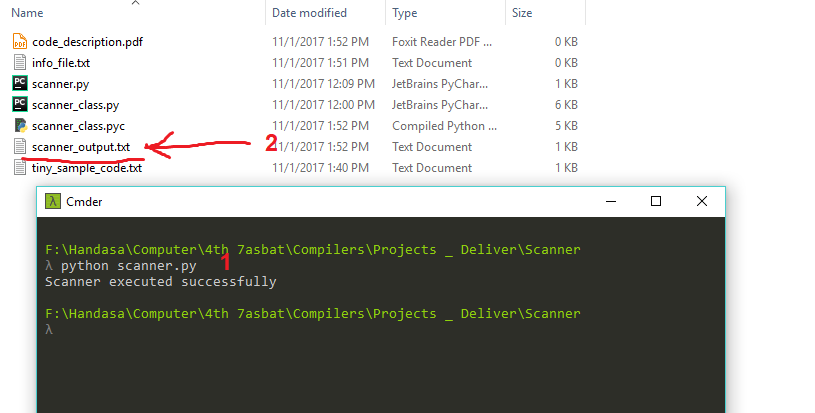 Name Date modified Type Size
code_description.pdf 11/1/2017 1:52 PM Foxit Reader PDF ... 0 KB
info_file.txt 11/1/2017 1:51 PM Text Document 0 KB
PC scanner.py 11/1/2017 12:09 PM JetBrains PyChar... 1 KB
PC scanner_class.py 11/1/2017 12:00 PM JetBrains PyChar... 6 KB
scanner_class.pyc 11/1/2017 1:52 PM Compiled Python ... 5 KB
scanner_output.txt 2 11/1/2017 1:52 PM Text Document 1 KB
tiny_sample_code.txt 11/1/2017 1:40 PM Text Document 1 KB
λ Cmder
F:\Handasa\Computer\4th 7asbat\Compilers\Projects _ Deliver\Scanner
λ python scanner.py 1
Scanner executed successfully
F:\Handasa\Computer\4th 7asbat\Compilers\Projects _ Deliver\Scanner
λ